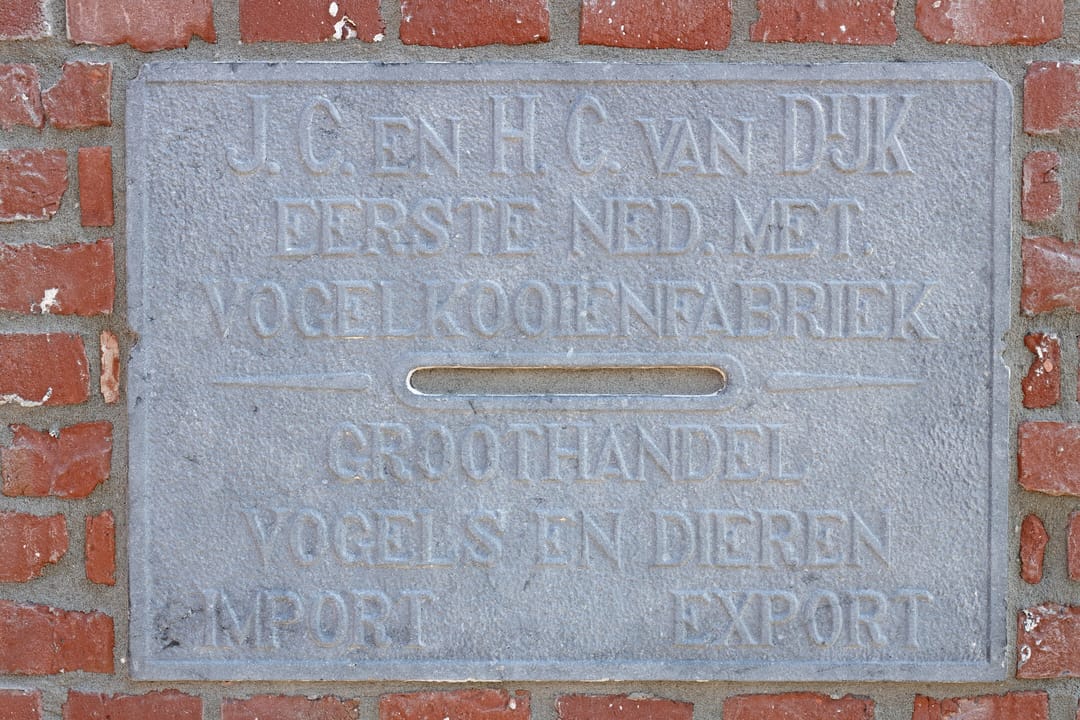 J. C. EN H. C. VAN DIJK
EERSTE NED. MET.
VOGELKOOIENFABRIEK
GROOTHANDEL
VOGELS EN DIEREN
IMPORT EXPORT